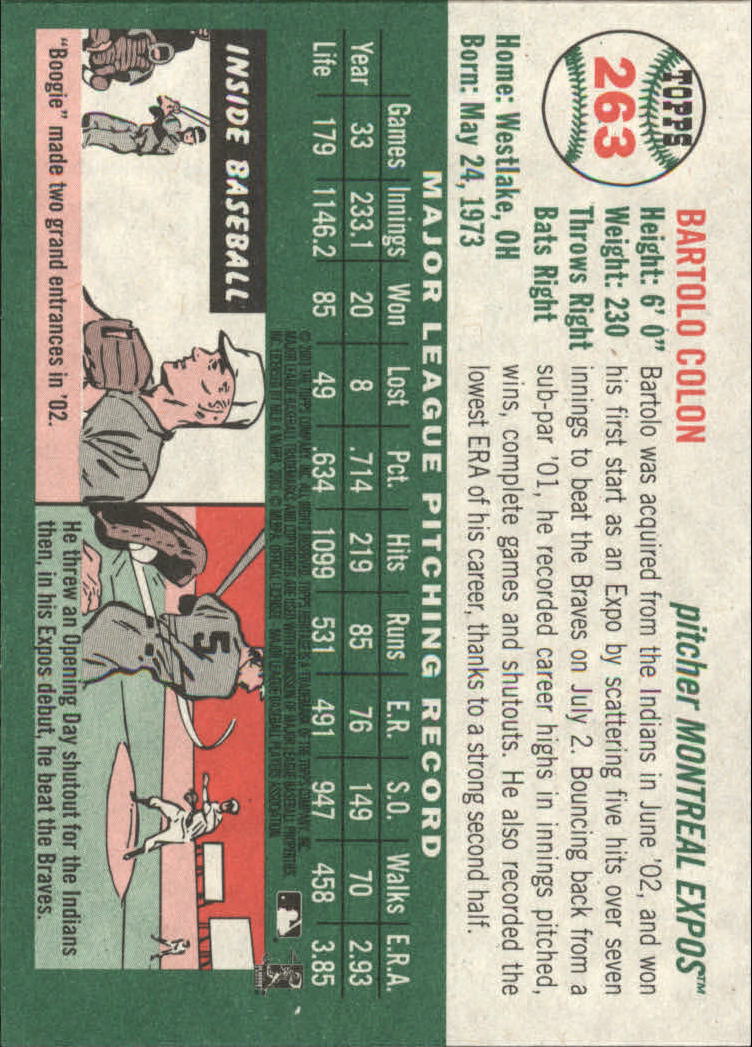 TOPPS
263
BARTOLO COLON
pitcher MONTREAL EXPOS™
Height: 6' 0"
Weight: 230
Throws Right
Bats Right
Home: Westlake, OH
Born: May 24, 1973
Bartolo was acquired from the Indians in June '02, and won
his first start as an Expo by scattering five hits over seven
innings to beat the Braves on July 2. Bouncing back from a
sub-par '01, he recorded career highs in innings pitched,
wins, complete games and shutouts. He also recorded the
lowest ERA of his career, thanks to a strong second half.
MAJOR LEAGUE PITCHING RECORD
Games Innings Won Lost Pct. Hits Runs E.R. S.O. Walks E.R.A.
Year 33 233.1 20 8 .714 219 85 76 149 70 2.93
Life 179 1146.2 85 49 .634 1099 531 491 947 458 3.85
INSIDE BASEBALL
"Boogie" made two grand entrances in '02.
5
He threw an Opening Day shutout for the Indians
then, in his Expos debut, he beat the Braves.